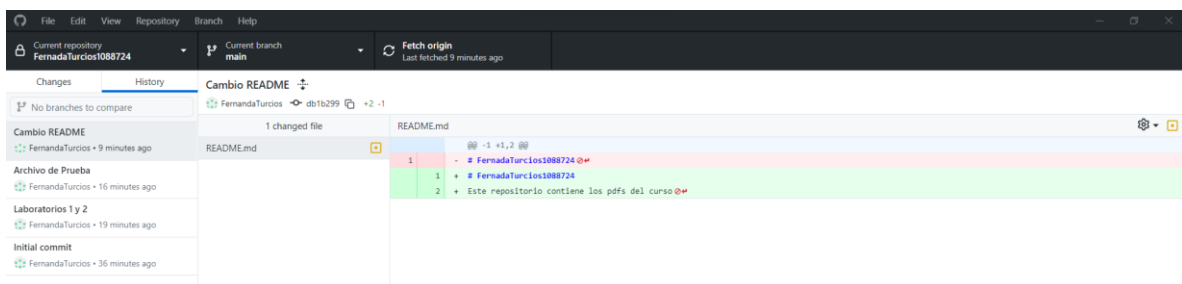 File Edit View Repository Branch Help
Current repository
FernadaTurcios1088724
Current branch
main
Fetch origin
Last fetched 9 minutes ago
Changes History
No branches to compare
Cambio README
FernandaTurcios • 9 minutes ago
Archivo de Prueba
FernandaTurcios • 16 minutes ago
Laboratorios 1 y 2
FernandaTurcios • 19 minutes ago
Initial commit
FernandaTurcios • 36 minutes ago
Cambio README
FernandaTurcios db1b299 +2 -1
1 changed file
README.md
README.md
@@ -1 +1,2 @@
1 - # FernadaTurcios1088724
1 + # FernadaTurcios1088724
2 + Este repositorio contiene los pdfs del curso